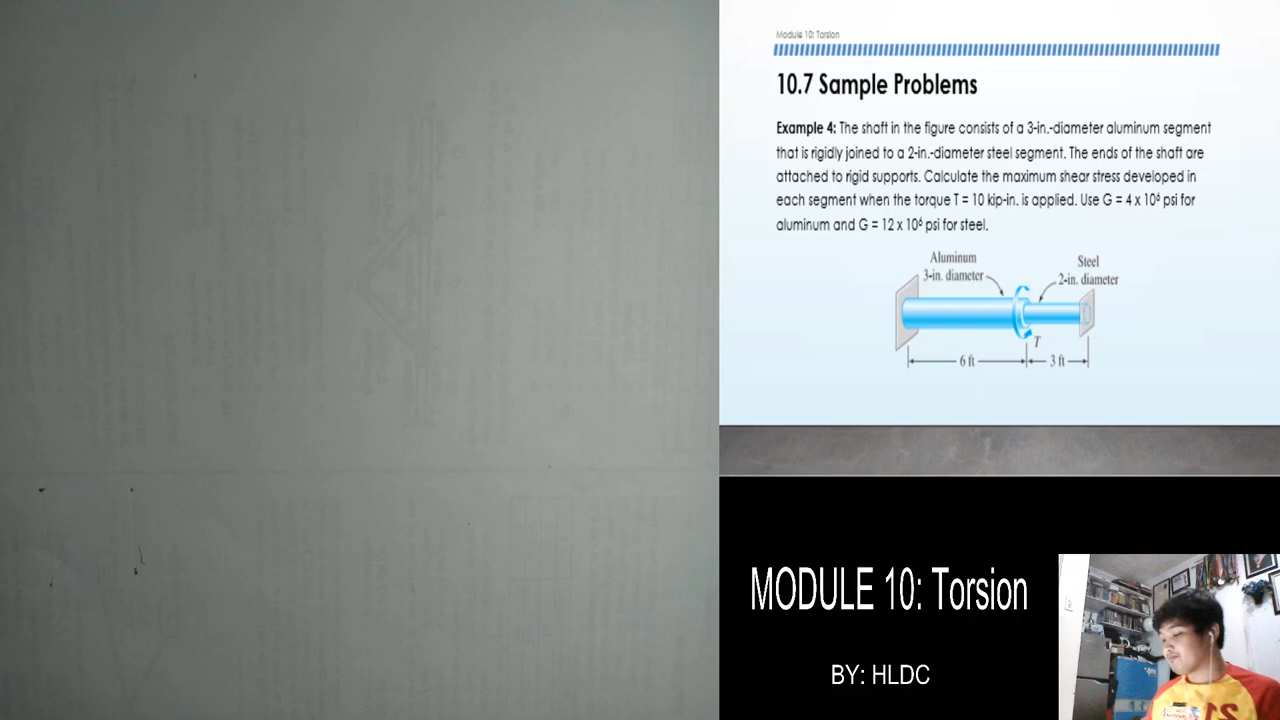 Module 10: Torsion
10.7 Sample Problems
Example 4: The shaft in the figure consists of a 3-in.-diameter aluminum segment
that is rigidly joined to a 2-in.-diameter steel segment. The ends of the shaft are
attached to rigid supports. Calculate the maximum shear stress developed in
each segment when the torque T = 10 kip-in. is applied. Use G = 4 x 10⁶ psi for
aluminum and G = 12 x 10⁶ psi for steel.
Aluminum
3-in. diameter
Steel
2-in. diameter
T
6 ft
3 ft
MODULE 10: Torsion
BY: HLDC